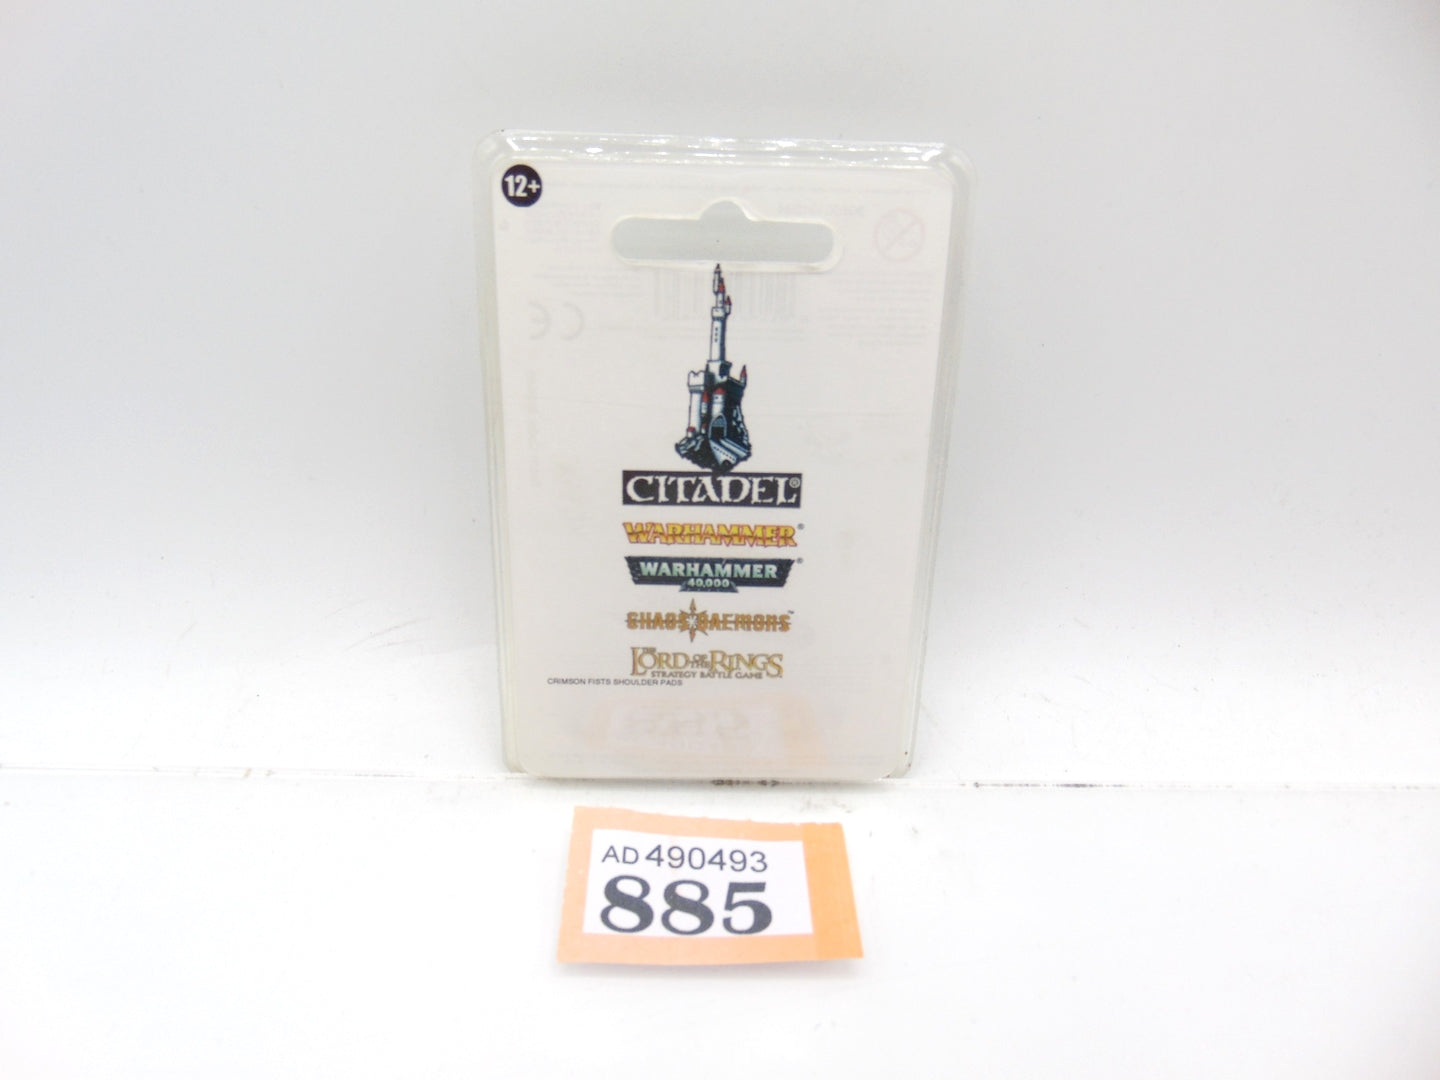 12+
CITADEL®
WARHAMMER®
WARHAMMER®
40,000
CHAOS DAEMONS™
THE
LORD OF THE RINGS
STRATEGY BATTLE GAME
CRIMSON FISTS SHOULDER PADS
AD 490493
885